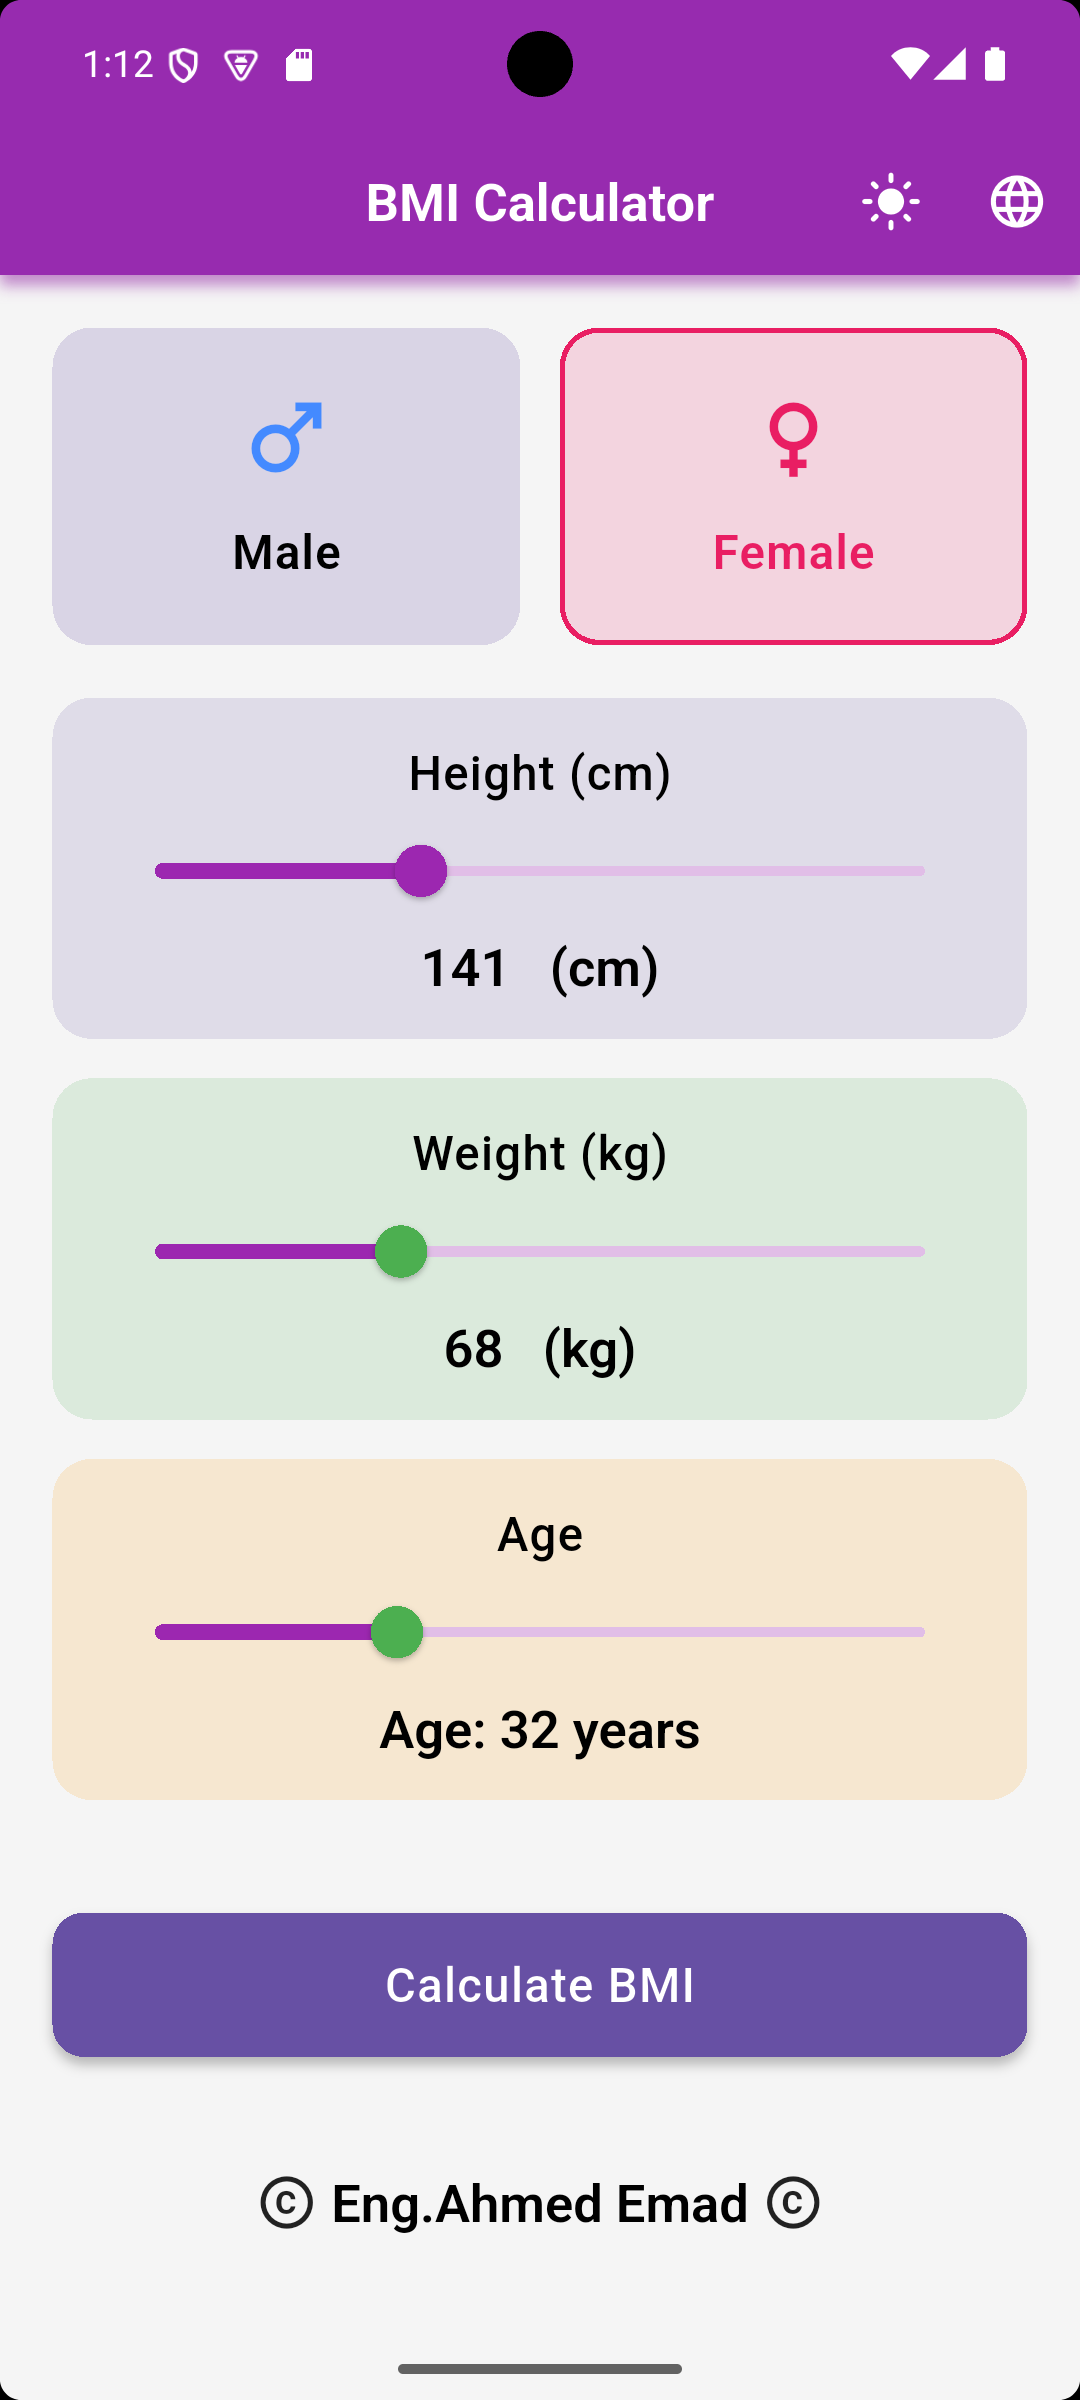 1:12
BMI Calculator
Male
Female
Height (cm)
141 (cm)
Weight (kg)
68 (kg)
Age
Age: 32 years
Calculate BMI
© Eng.Ahmed Emad ©